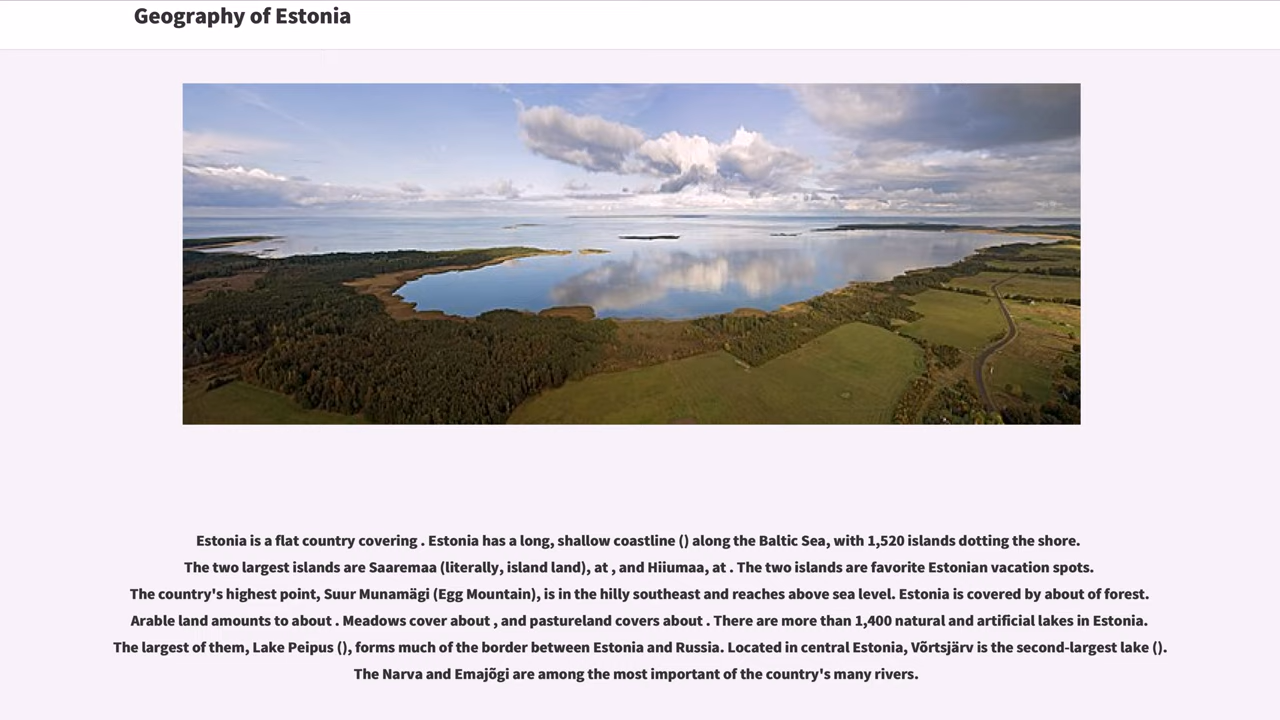 Geography of Estonia
Estonia is a flat country covering . Estonia has a long, shallow coastline () along the Baltic Sea, with 1,520 islands dotting the shore.
The two largest islands are Saaremaa (literally, island land), at , and Hiiumaa, at . The two islands are favorite Estonian vacation spots.
The country's highest point, Suur Munamägi (Egg Mountain), is in the hilly southeast and reaches above sea level. Estonia is covered by about of forest.
Arable land amounts to about . Meadows cover about , and pastureland covers about . There are more than 1,400 natural and artificial lakes in Estonia.
The largest of them, Lake Peipus (), forms much of the border between Estonia and Russia. Located in central Estonia, Võrtsjärv is the second-largest lake ().
The Narva and Emajõgi are among the most important of the country's many rivers.